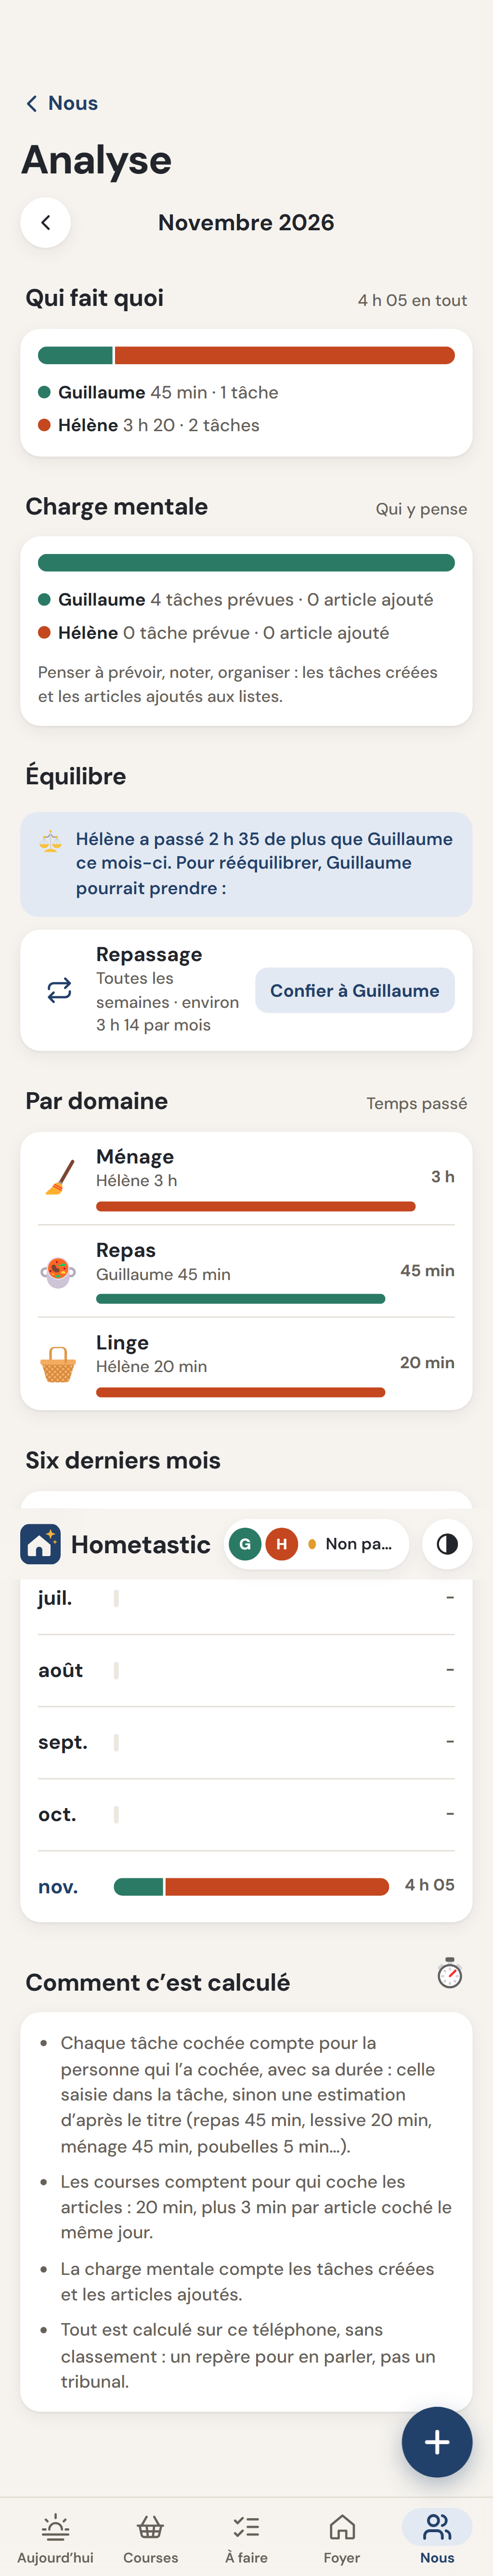 Nous
Analyse
Novembre 2026
Qui fait quoi
4 h 05 en tout
Guillaume 45 min · 1 tâche
Hélène 3 h 20 · 2 tâches
Charge mentale
Qui y pense
Guillaume 4 tâches prévues · 0 article ajouté
Hélène 0 tâche prévue · 0 article ajouté
Penser à prévoir, noter, organiser : les tâches créées
et les articles ajoutés aux listes.
Équilibre
Hélène a passé 2 h 35 de plus que Guillaume
ce mois-ci. Pour rééquilibrer, Guillaume
pourrait prendre :
Repassage
Toutes les
semaines · environ
3 h 14 par mois
Confier à Guillaume
Par domaine
Temps passé
Ménage
Hélène 3 h
3 h
Repas
Guillaume 45 min
45 min
Linge
Hélène 20 min
20 min
Six derniers mois
Hometastic
G
H
Non pa…
juil.
–
août
–
sept.
–
oct.
–
nov.
4 h 05
Comment c’est calculé
Chaque tâche cochée compte pour la
personne qui l’a cochée, avec sa durée : celle
saisie dans la tâche, sinon une estimation
d’après le titre (repas 45 min, lessive 20 min,
ménage 45 min, poubelles 5 min…).
Les courses comptent pour qui coche les
articles : 20 min, plus 3 min par article coché le
même jour.
La charge mentale compte les tâches créées
et les articles ajoutés.
Tout est calculé sur ce téléphone, sans
classement : un repère pour en parler, pas un
tribunal.
Aujourd’hui
Courses
À faire
Foyer
Nous